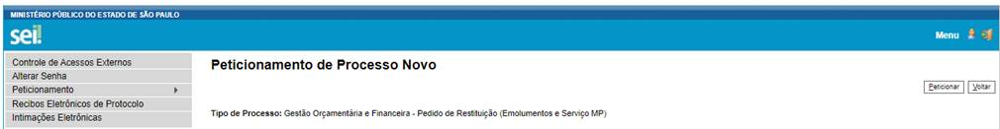 MINISTÉRIO PÚBLICO DO ESTADO DE SÃO PAULO
sei!
Menu
Controle de Acessos Externos
Alterar Senha
Peticionamento
Recibos Eletrônicos de Protocolo
Intimações Eletrônicas
Peticionamento de Processo Novo
Peticionar Voltar
Tipo de Processo: Gestão Orçamentária e Financeira - Pedido de Restituição (Emolumentos e Serviço MP)